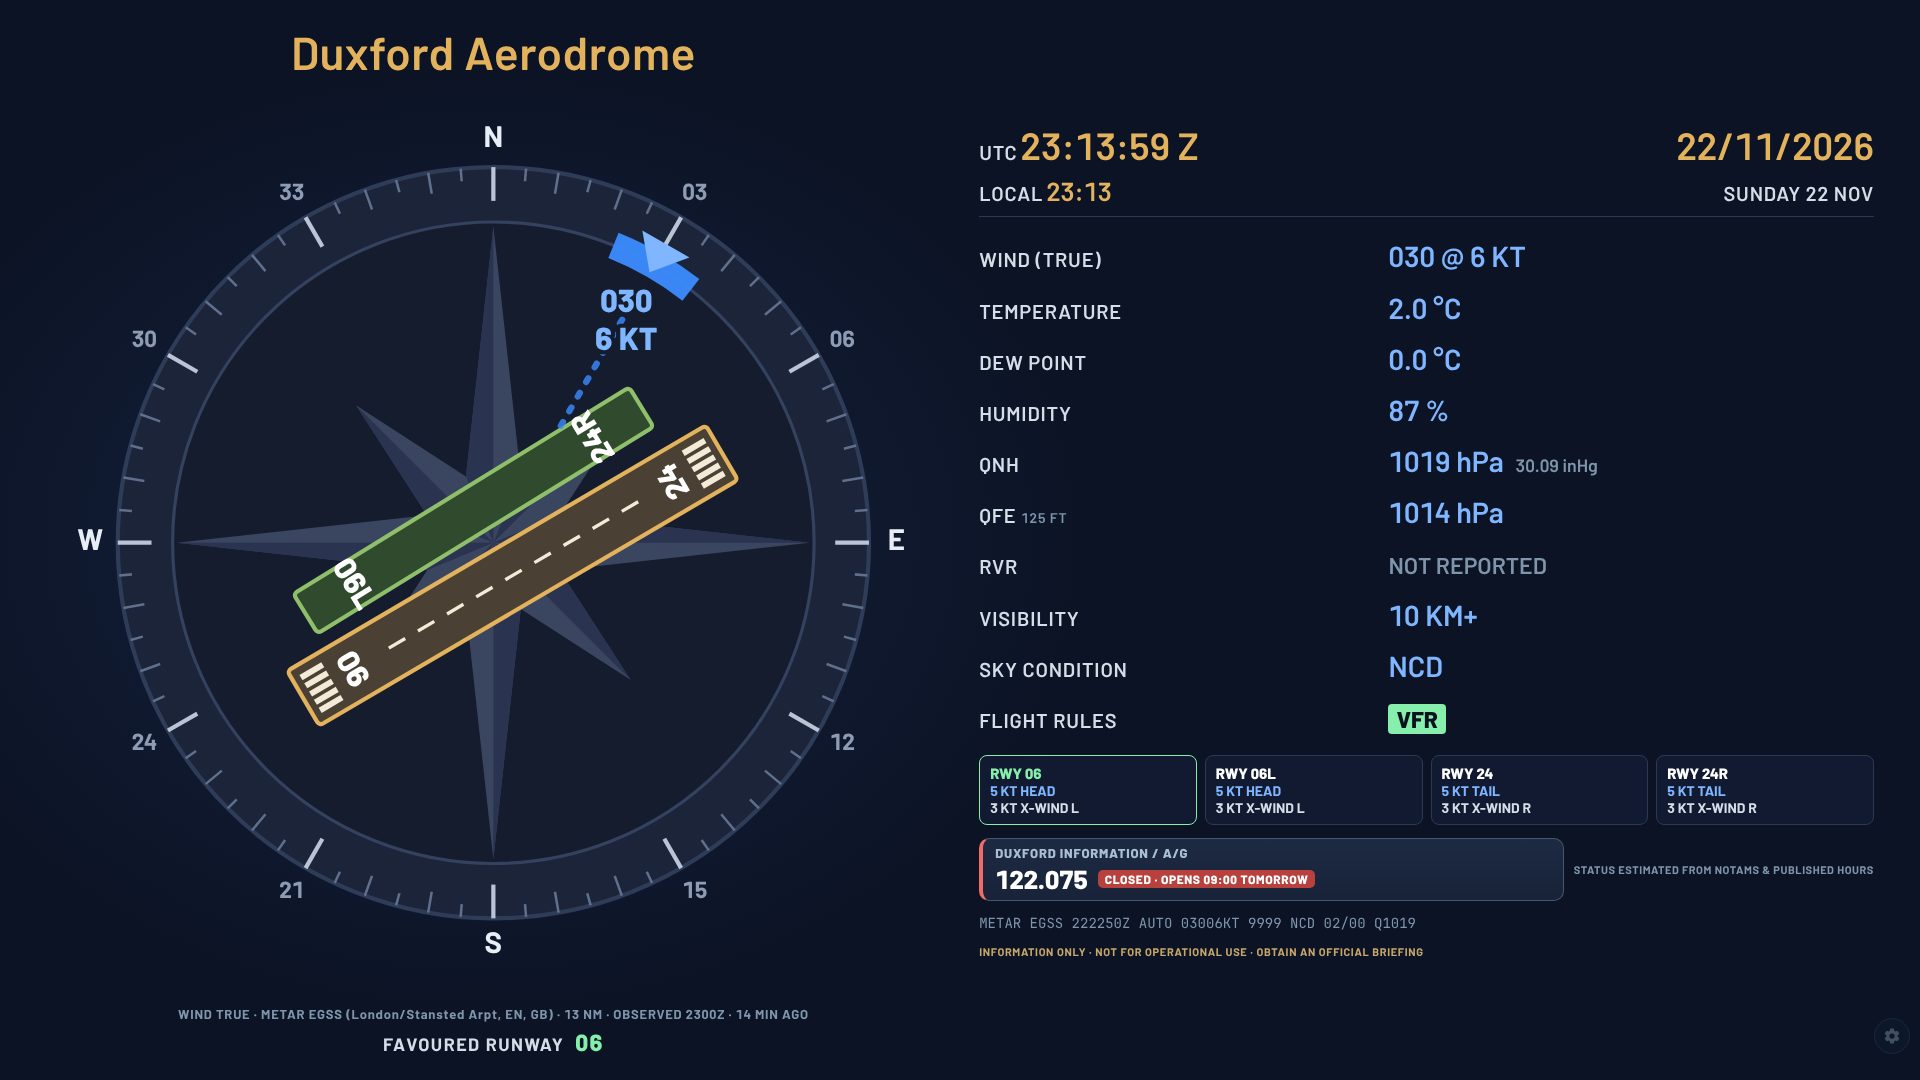 Duxford Aerodrome
N
33
03
30
06
W
E
24
12
21
15
S
030
6 KT
24R
24
06L
06
WIND TRUE · METAR EGSS (London/Stansted Arpt, EN, GB) · 13 NM · OBSERVED 2300Z · 14 MIN AGO
FAVOURED RUNWAY 06
UTC 23:13:59 Z
22/11/2026
LOCAL 23:13
SUNDAY 22 NOV
WIND (TRUE) 030 @ 6 KT
TEMPERATURE 2.0 °C
DEW POINT 0.0 °C
HUMIDITY 87 %
QNH 1019 hPa 30.09 inHg
QFE 125 FT 1014 hPa
RVR NOT REPORTED
VISIBILITY 10 KM+
SKY CONDITION NCD
FLIGHT RULES VFR
RWY 06
5 KT HEAD
3 KT X-WIND L
RWY 06L
5 KT HEAD
3 KT X-WIND L
RWY 24
5 KT TAIL
3 KT X-WIND R
RWY 24R
5 KT TAIL
3 KT X-WIND R
DUXFORD INFORMATION / A/G
122.075 CLOSED · OPENS 09:00 TOMORROW
STATUS ESTIMATED FROM NOTAMS & PUBLISHED HOURS
METAR EGSS 222250Z AUTO 03006KT 9999 NCD 02/00 Q1019
INFORMATION ONLY · NOT FOR OPERATIONAL USE · OBTAIN AN OFFICIAL BRIEFING